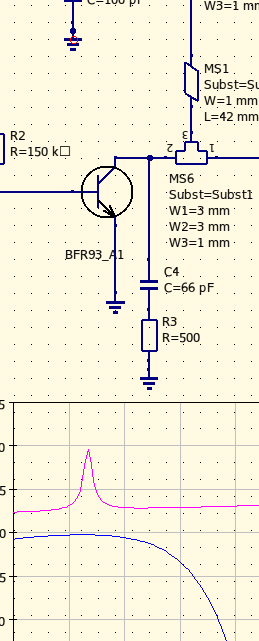 C=100 pF
W3=1 mm
MS1
Subst=Su
W=1 mm
L=42 mm
3
2
1
R2
R=150 k□
MS6
Subst=Subst1
W1=3 mm
W2=3 mm
W3=1 mm
BFR93_A1
C4
C=66 pF
R3
R=500
5
0
5
0
5
0